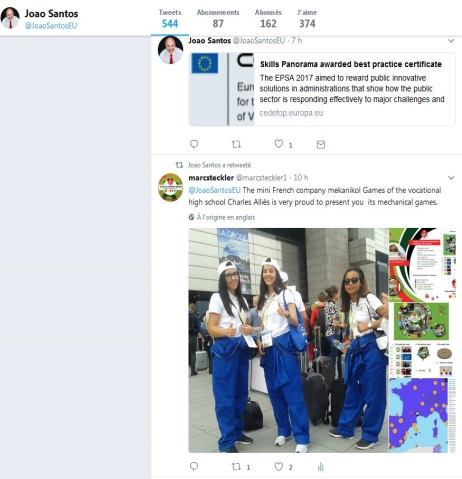 Joao Santos
@JoaoSantosEU
Tweets Abonnements Abonnés J'aime
544 87 162 374
Joao Santos @JoaoSantosEU · 7 h
Skills Panorama awarded best practice certificate
The EPSA 2017 aimed to reward public innovative
solutions in administrations that show how the public
sector is responding effectively to major challenges and
cedefop.europa.eu
Euro
for t
of V
1
Joao Santos a retweeté
marcsteckler @marcsteckler1 · 10 h
@JoaoSantosEU The mini French company mekanikol Games of the vocational
high school Charles Alliès is very proud to present you its mechanical games.
À l'origine en anglais
LA GRODE
1 2